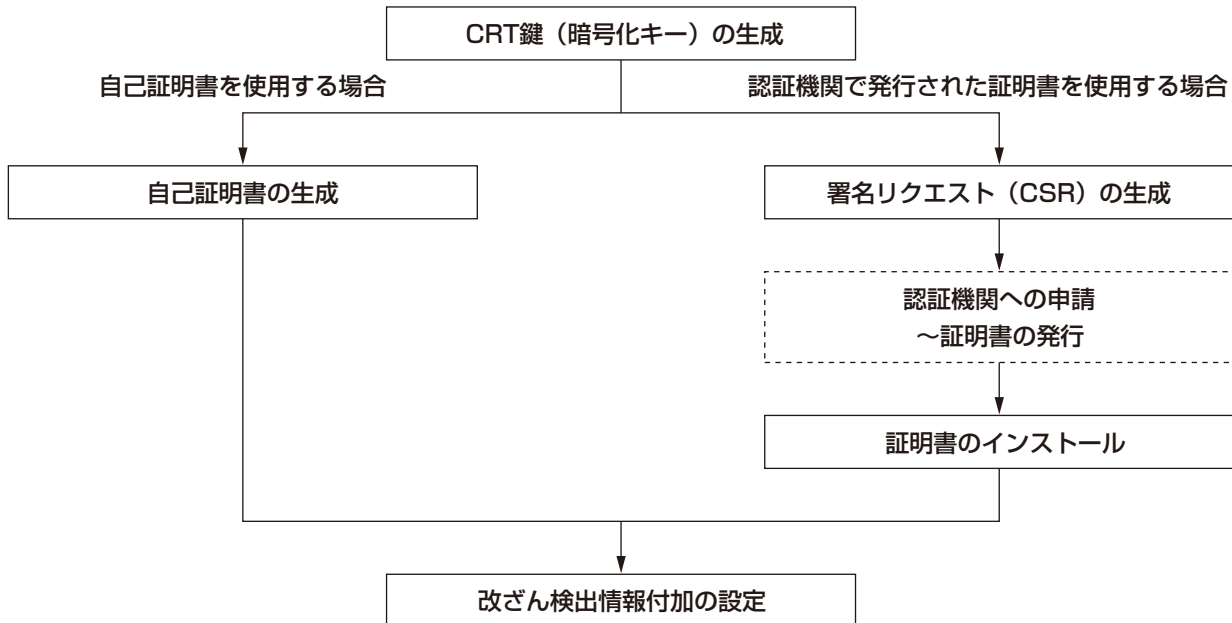 CRT鍵（暗号化キー）の生成
自己証明書を使用する場合
認証機関で発行された証明書を使用する場合
自己証明書の生成
署名リクエスト（CSR）の生成
認証機関への申請
～証明書の発行
証明書のインストール
改ざん検出情報付加の設定